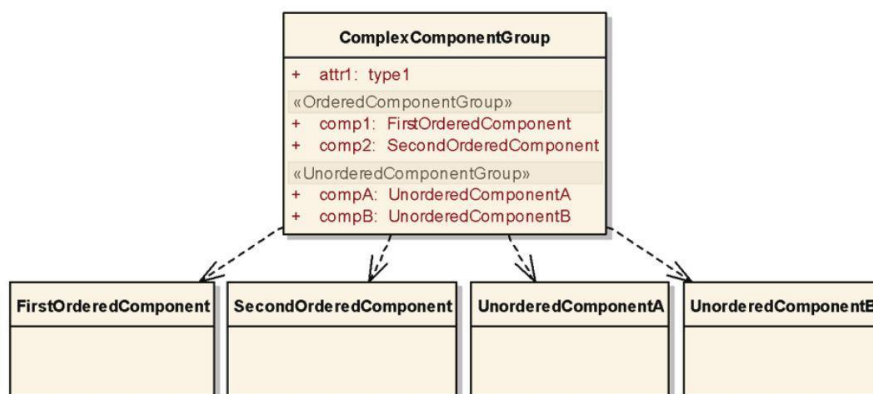 ComplexComponentGroup
+ attr1: type1
«OrderedComponentGroup»
+ comp1: FirstOrderedComponent
+ comp2: SecondOrderedComponent
«UnorderedComponentGroup»
+ compA: UnorderedComponentA
+ compB: UnorderedComponentB
FirstOrderedComponent SecondOrderedComponent UnorderedComponentA UnorderedComponentB